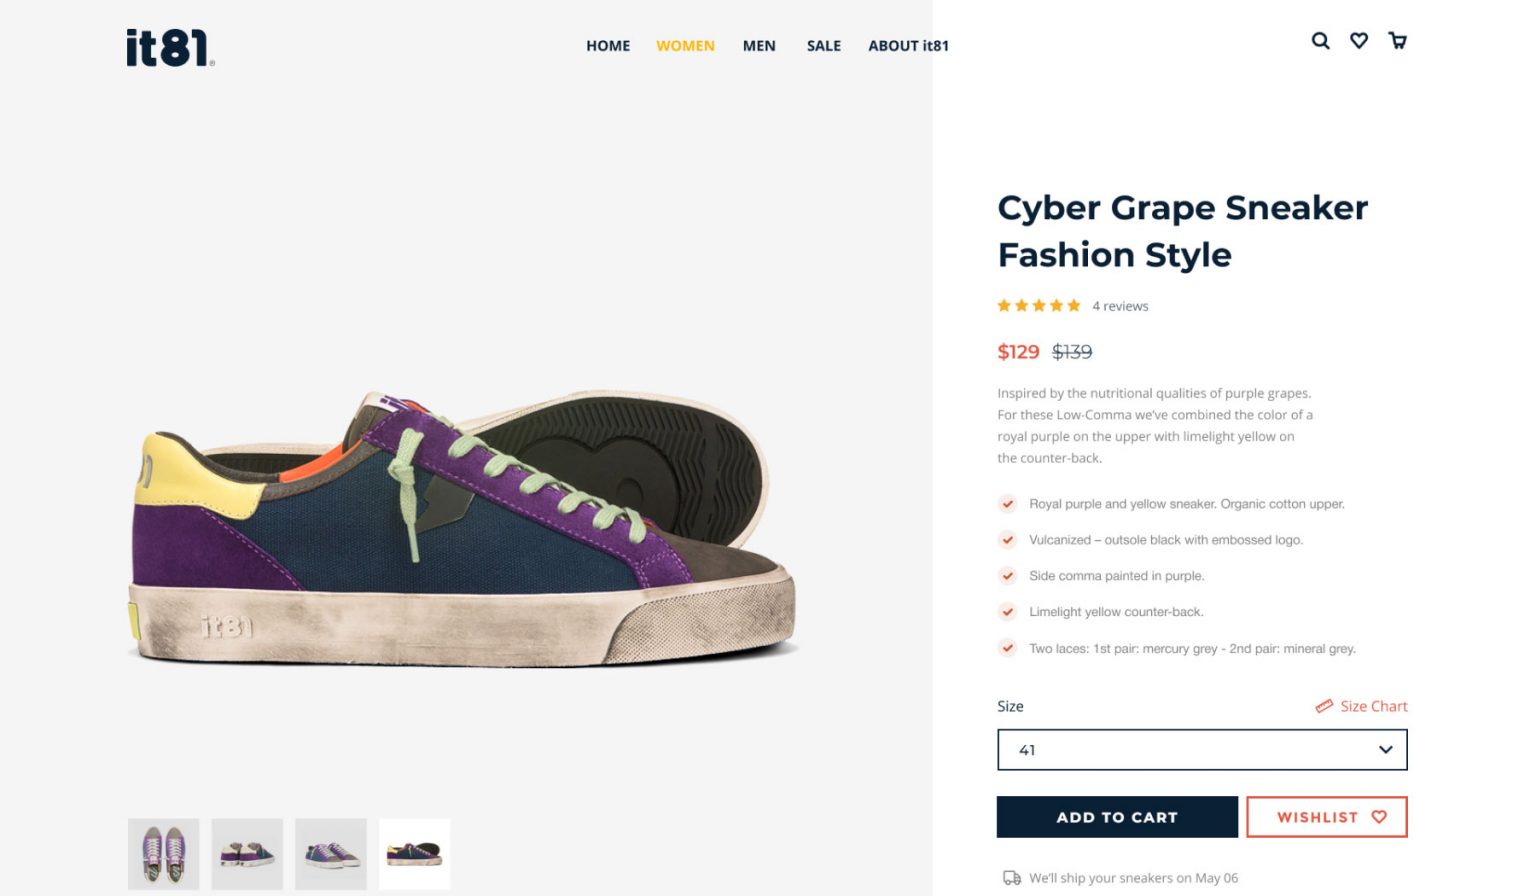 it81®
HOME WOMEN MEN SALE ABOUT it81
Cyber Grape Sneaker
Fashion Style
4 reviews
$129 $139
Inspired by the nutritional qualities of purple grapes.
For these Low-Comma we’ve combined the color of a
royal purple on the upper with limelight yellow on
the counter-back.
Royal purple and yellow sneaker. Organic cotton upper.
Vulcanized – outsole black with embossed logo.
Side comma painted in purple.
Limelight yellow counter-back.
Two laces: 1st pair: mercury grey - 2nd pair: mineral grey.
it81
Size Size Chart
41
ADD TO CART WISHLIST
We’ll ship your sneakers on May 06